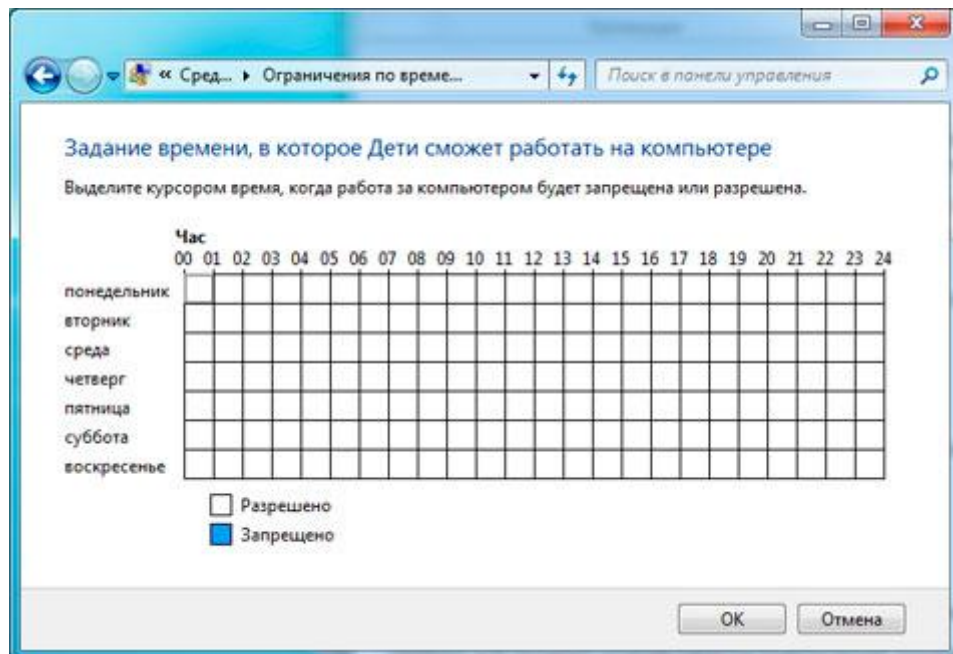 « Сред... ▸ Ограничения по време...
Поиск в панели управления
Задание времени, в которое Дети сможет работать на компьютере
Выделите курсором время, когда работа за компьютером будет запрещена или разрешена.
Час
00 01 02 03 04 05 06 07 08 09 10 11 12 13 14 15 16 17 18 19 20 21 22 23 24
понедельник
вторник
среда
четверг
пятница
суббота
воскресенье
Разрешено
Запрещено
ОК Отмена